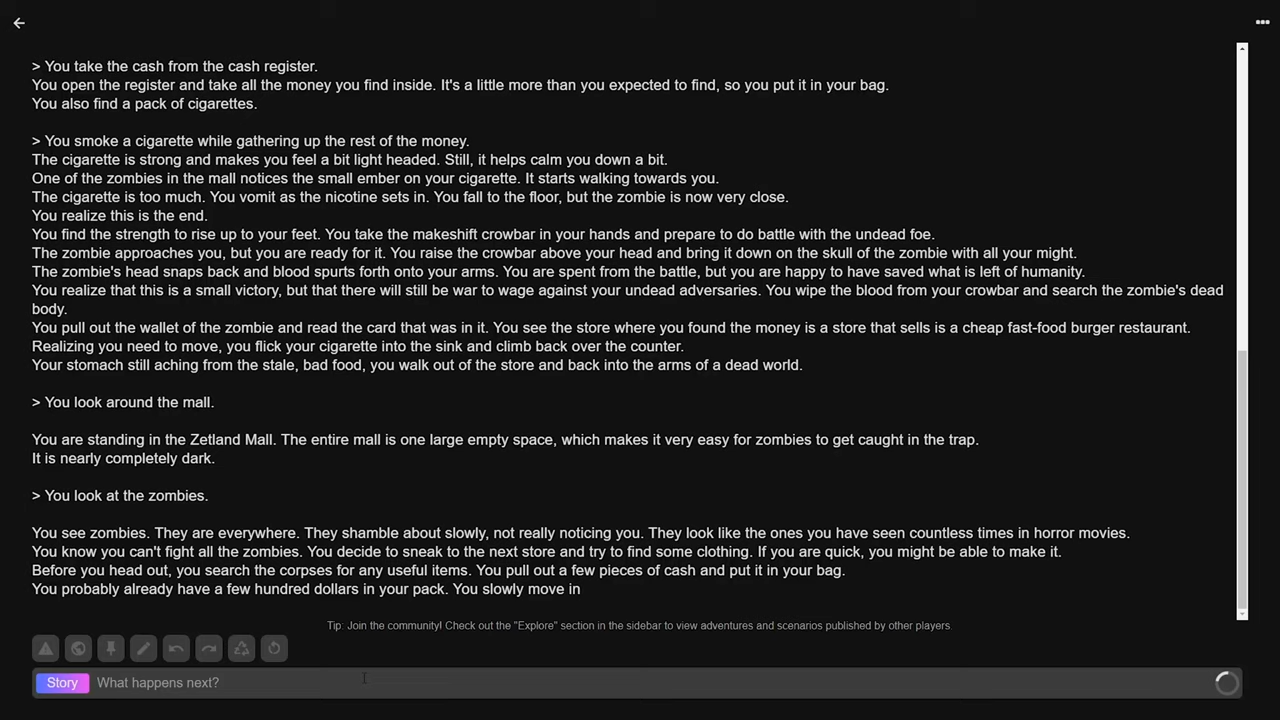 > You take the cash from the cash register.
You open the register and take all the money you find inside. It's a little more than you expected to find, so you put it in your bag.
You also find a pack of cigarettes.
> You smoke a cigarette while gathering up the rest of the money.
The cigarette is strong and makes you feel a bit light headed. Still, it helps calm you down a bit.
One of the zombies in the mall notices the small ember on your cigarette. It starts walking towards you.
The cigarette is too much. You vomit as the nicotine sets in. You fall to the floor, but the zombie is now very close.
You realize this is the end.
You find the strength to rise up to your feet. You take the makeshift crowbar in your hands and prepare to do battle with the undead foe.
The zombie approaches you, but you are ready for it. You raise the crowbar above your head and bring it down on the skull of the zombie with all your might.
The zombie's head snaps back and blood spurts forth onto your arms. You are spent from the battle, but you are happy to have saved what is left of humanity.
You realize that this is a small victory, but that there will still be war to wage against your undead adversaries. You wipe the blood from your crowbar and search the zombie's dead
body.
You pull out the wallet of the zombie and read the card that was in it. You see the store where you found the money is a store that sells is a cheap fast-food burger restaurant.
Realizing you need to move, you flick your cigarette into the sink and climb back over the counter.
Your stomach still aching from the stale, bad food, you walk out of the store and back into the arms of a dead world.
> You look around the mall.
You are standing in the Zetland Mall. The entire mall is one large empty space, which makes it very easy for zombies to get caught in the trap.
It is nearly completely dark.
> You look at the zombies.
You see zombies. They are everywhere. They shamble about slowly, not really noticing you. They look like the ones you have seen countless times in horror movies.
You know you can't fight all the zombies. You decide to sneak to the next store and try to find some clothing. If you are quick, you might be able to make it.
Before you head out, you search the corpses for any useful items. You pull out a few pieces of cash and put it in your bag.
You probably already have a few hundred dollars in your pack. You slowly move in
Tip: Join the community! Check out the "Explore" section in the sidebar to view adventures and scenarios published by other players.
Story What happens next?